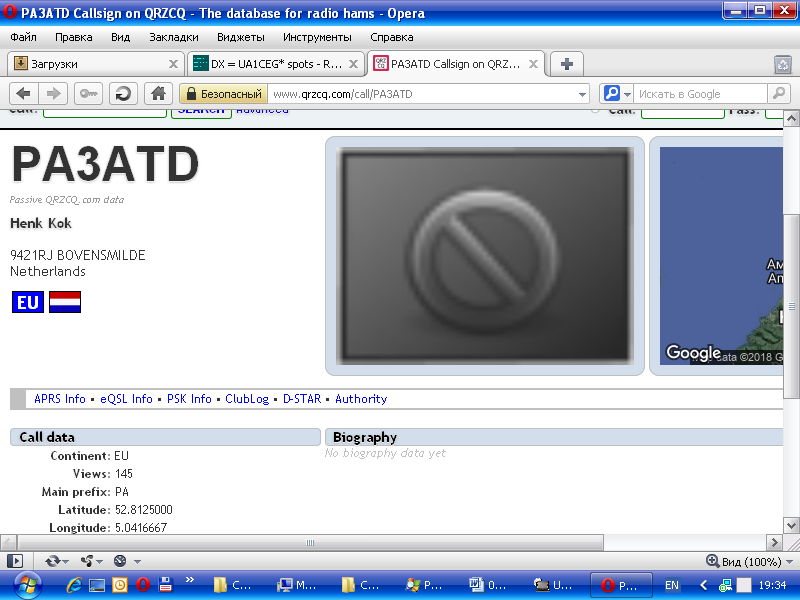 PA3ATD Callsign on QRZCQ - The database for radio hams - Opera
Файл Правка Вид Закладки Виджеты Инструменты Справка
Загрузки DX = UA1CEG* spots - R... PA3ATD Callsign on QRZ...
Безопасный www.qrzcq.com/call/PA3ATD Искать в Google
Call: SEARCH Advanced Call: Pass:
PA3ATD
Passive QRZCQ.com data
Henk Kok
9421RJ BOVENSMILDE
Netherlands
EU
Google data ©2018 G
APRS Info • eQSL Info • PSK Info • ClubLog • D-STAR • Authority
Call data
Continent: EU
Views: 145
Main prefix: PA
Latitude: 52.8125000
Longitude: 5.0416667
Biography
No biography data yet
Вид (100%)
С... М... С... Р... О... U... Р... EN 19:34